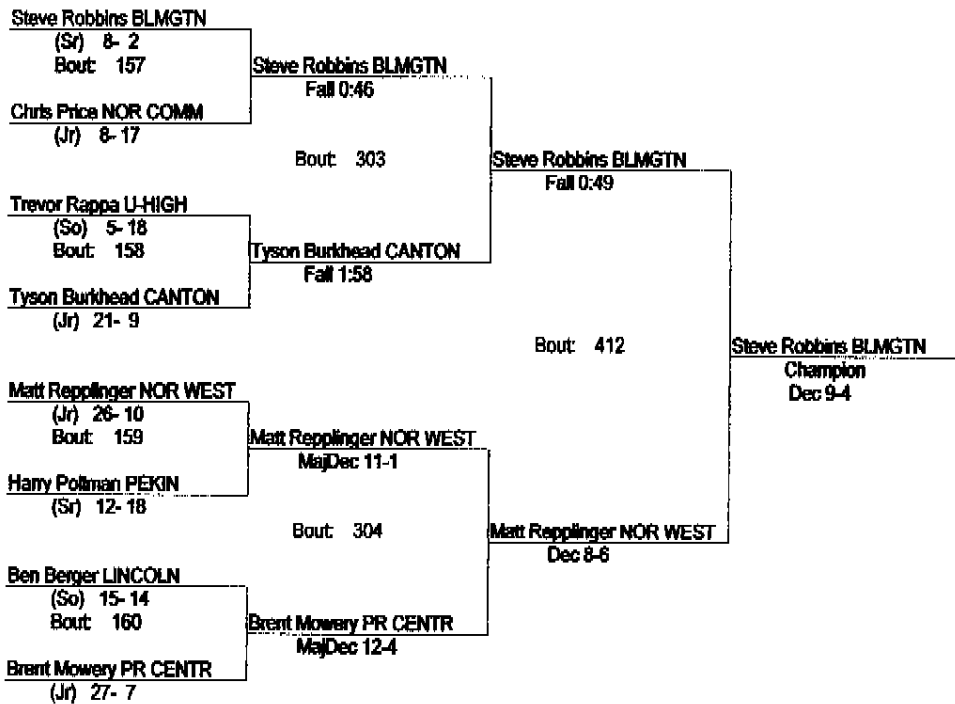 Steve Robbins BLMGTN
(Sr) 8- 2
Bout: 157
Steve Robbins BLMGTN
Fall 0:46
Chris Price NOR COMM
(Jr) 8- 17
Bout: 303
Steve Robbins BLMGTN
Fall 0:49
Trevor Rappa U-HIGH
(So) 5- 18
Bout: 158
Tyson Burkhead CANTON
Fall 1:58
Tyson Burkhead CANTON
(Jr) 21- 9
Bout: 412
Steve Robbins BLMGTN
Champion
Dec 9-4
Matt Repplinger NOR WEST
(Jr) 26- 10
Bout: 159
Matt Repplinger NOR WEST
MajDec 11-1
Harry Pollman PEKIN
(Sr) 12- 18
Bout: 304
Matt Repplinger NOR WEST
Dec 8-6
Ben Berger LINCOLN
(So) 15- 14
Bout: 160
Brent Mowery PR CENTR
MajDec 12-4
Brent Mowery PR CENTR
(Jr) 27- 7